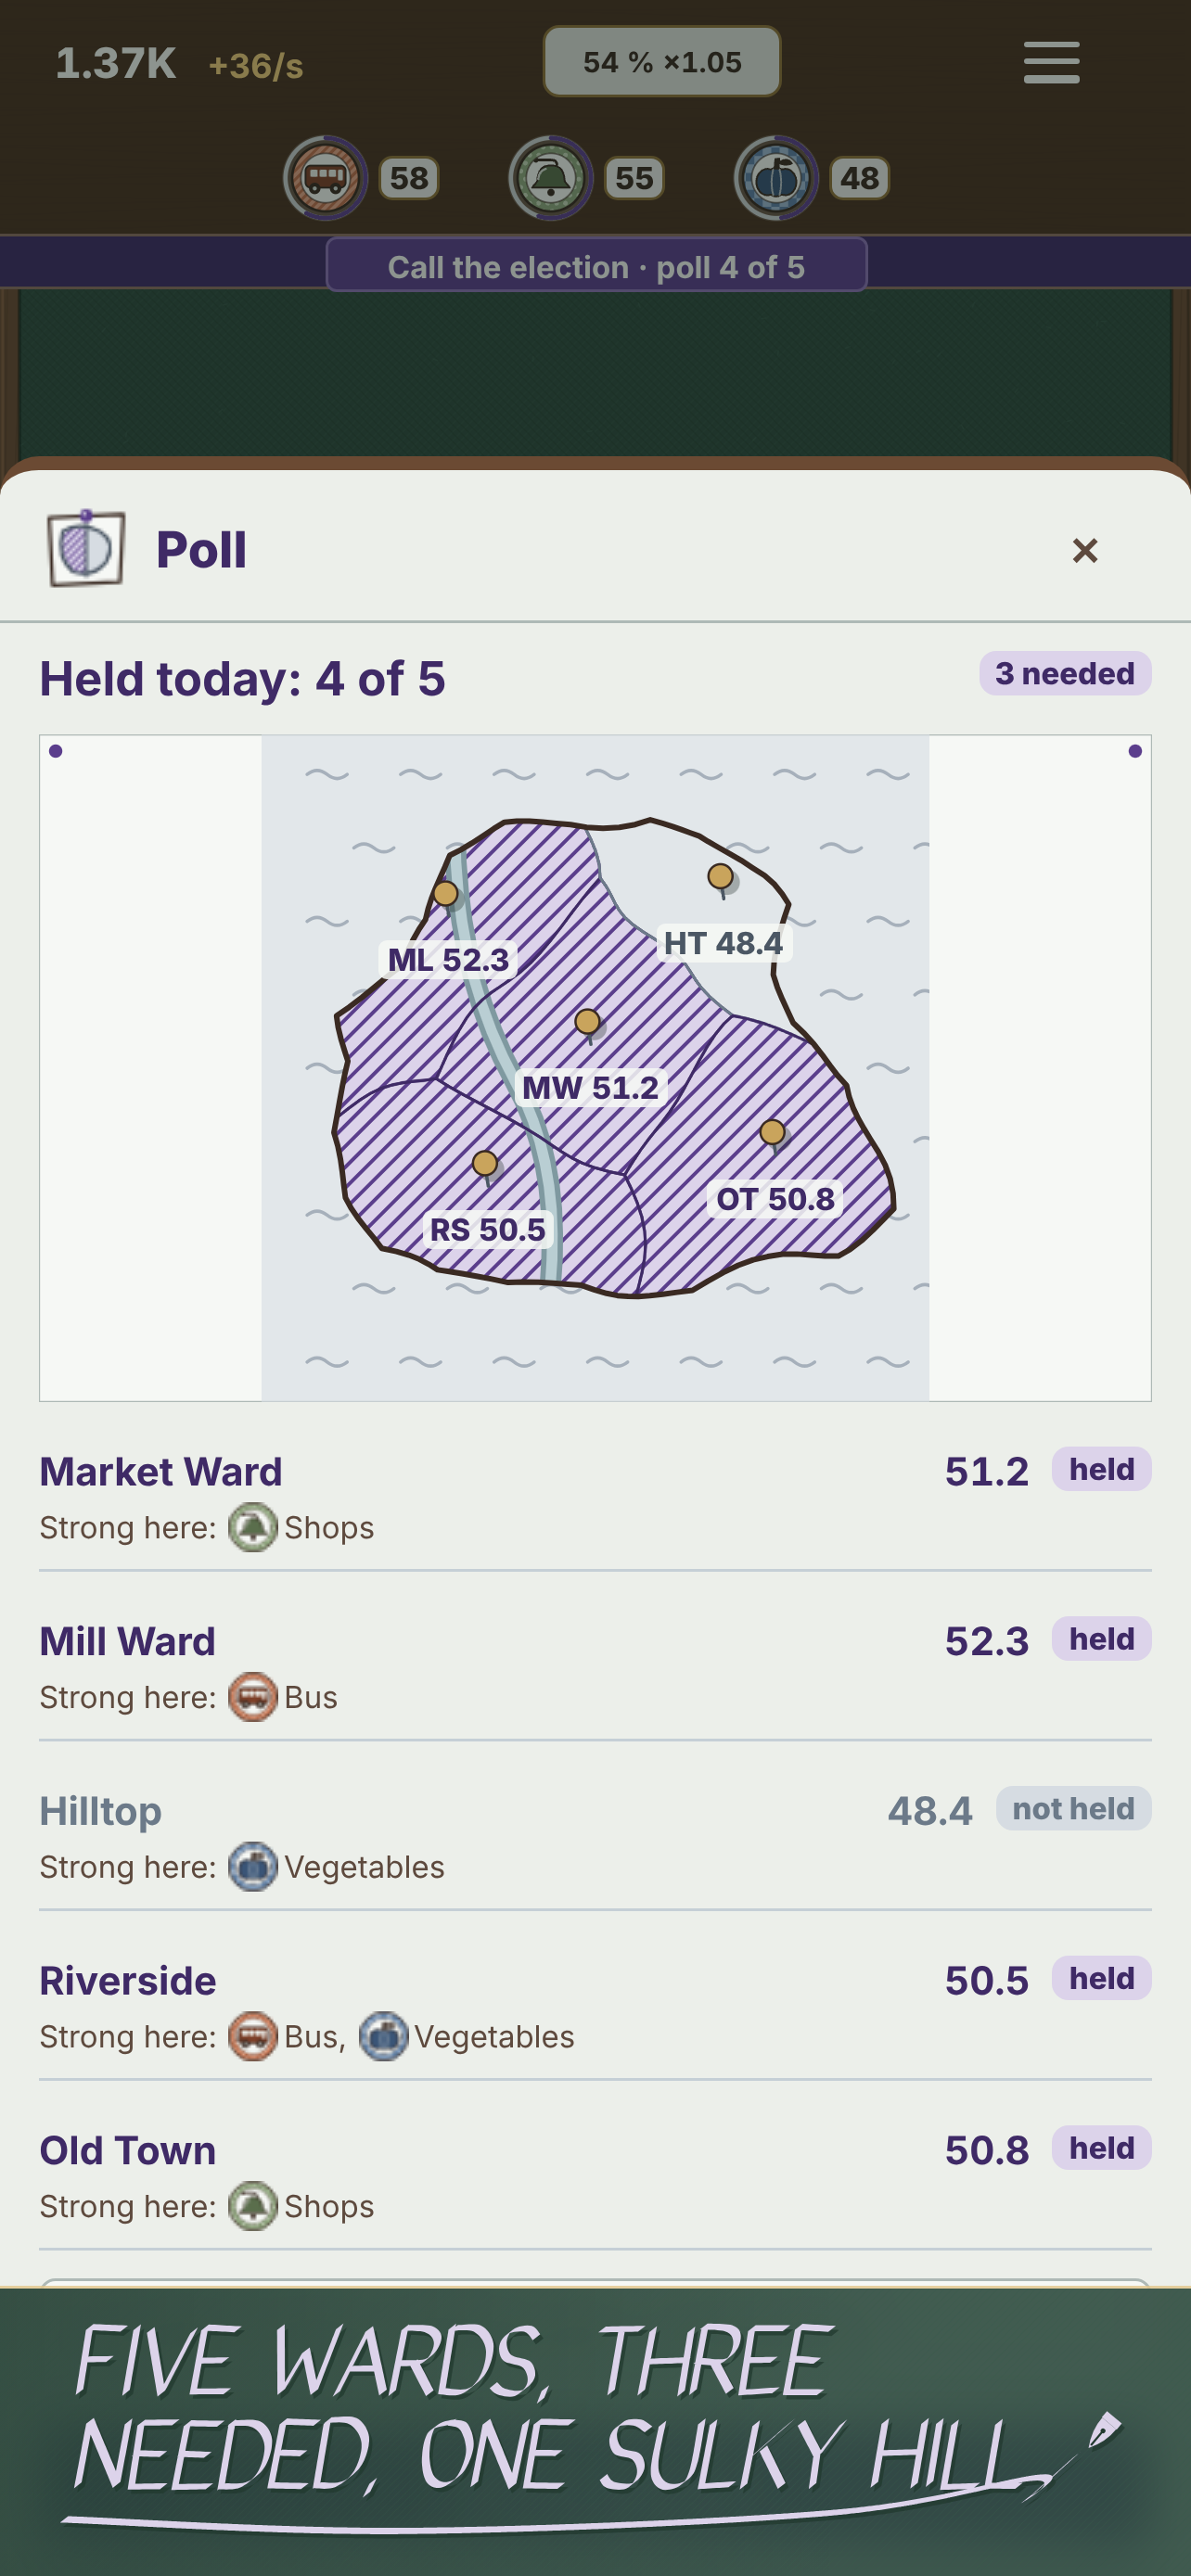 1.37K +36/s 54 % ×1.05
58 55 48
Call the election · poll 4 of 5
Poll ×
Held today: 4 of 5 3 needed
HT 48.4
ML 52.3
MW 51.2
OT 50.8
RS 50.5
Market Ward 51.2 held
Strong here: Shops
Mill Ward 52.3 held
Strong here: Bus
Hilltop 48.4 not held
Strong here: Vegetables
Riverside 50.5 held
Strong here: Bus, Vegetables
Old Town 50.8 held
Strong here: Shops
FIVE WARDS, THREE
NEEDED, ONE SULKY HILL